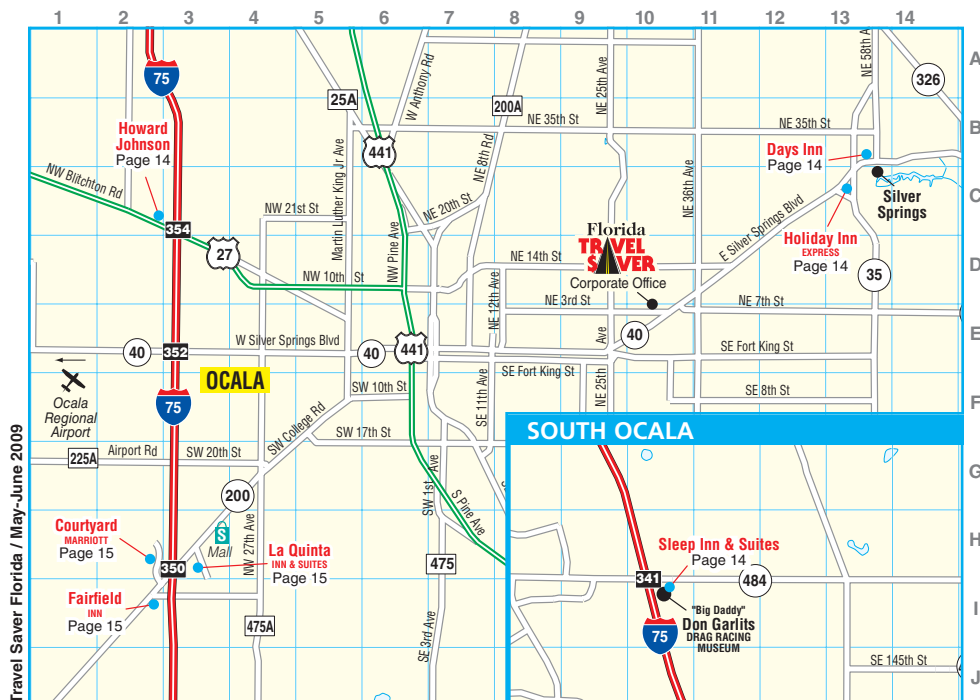 1 2 3 4 5 6 7 8 9 10 11 12 13 14
A
B
C
D
E
F
G
H
I
J
75
25A
W Anthony Rd
200A
NE 25th Ave
NE 58th A
326
Howard
Johnson
Page 14
NW Blitchton Rd
354
27
NW 21st St
Martin Luther King Jr Ave
441
NE 20th St
NE 8th Rd
NE 35th St
NE 35th St
NE 36th Ave
Days Inn
Page 14
Silver
Springs
E Silver Springs Blvd
Holiday Inn
EXPRESS
Page 14
35
Florida
TRAVEL
SAVER
Corporate Office
NW 10th St
NW Pine Ave
NE 14th St
NE 12th Ave
NE 3rd St
NE 7th St
40
352
W Silver Springs Blvd
40
441
40
Ave
SE Fort King St
SE Fort King St
Ocala
Regional
Airport
OCALA
75
SW 10th St
SE 11th Ave
NE 25th
SE 8th St
SW College Rd
SW 17th St
225A
Airport Rd
SW 20th St
200
SW 1st Ave
S Pine Ave
Courtyard
MARRIOTT
Page 15
S
Mall
NW 27th Ave
La Quinta
INN & SUITES
Page 15
350
Fairfield
INN
Page 15
475A
475
SE 3rd Ave
SOUTH OCALA
Sleep Inn & Suites
Page 14
341
484
"Big Daddy"
Don Garlits
DRAG RACING
MUSEUM
75
SE 145th St
Travel Saver Florida / May-June 2009